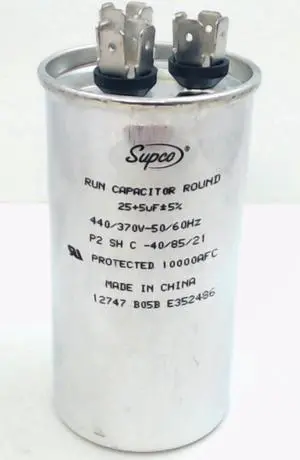 Supco
RUN CAPACITOR ROUND
25+5uF±5%
440/370V-50/60Hz
P2 SH C -40/85/21
PROTECTED 10000AFC
MADE IN CHINA
12747 B05B E352486